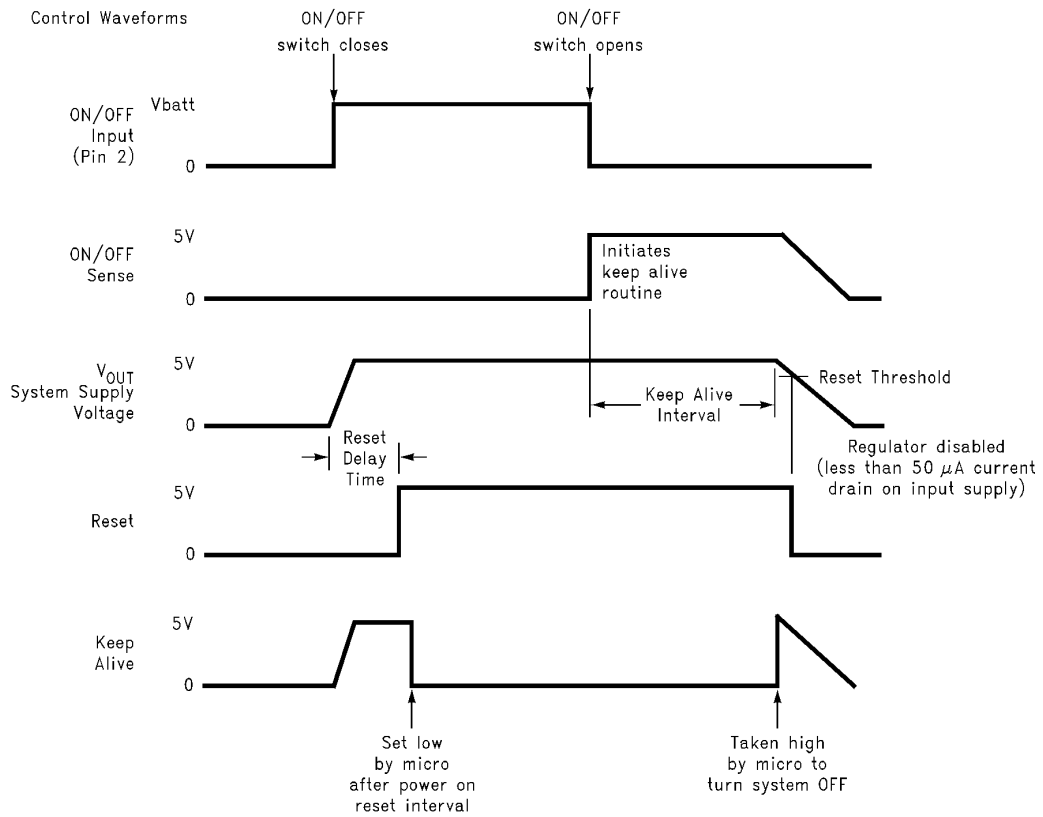 Control Waveforms
ON/OFF
switch closes
ON/OFF
switch opens
ON/OFF
Input
(Pin 2)
Vbatt
0
ON/OFF
Sense
5V
0
Initiates
keep alive
routine
VOUT
System Supply
Voltage
5V
0
Keep Alive
Interval
Reset Threshold
Reset
Delay
Time
Regulator disabled
(less than 50 μA current
drain on input supply)
Reset
5V
0
Keep
Alive
5V
0
Set low
by micro
after power on
reset interval
Taken high
by micro to
turn system OFF